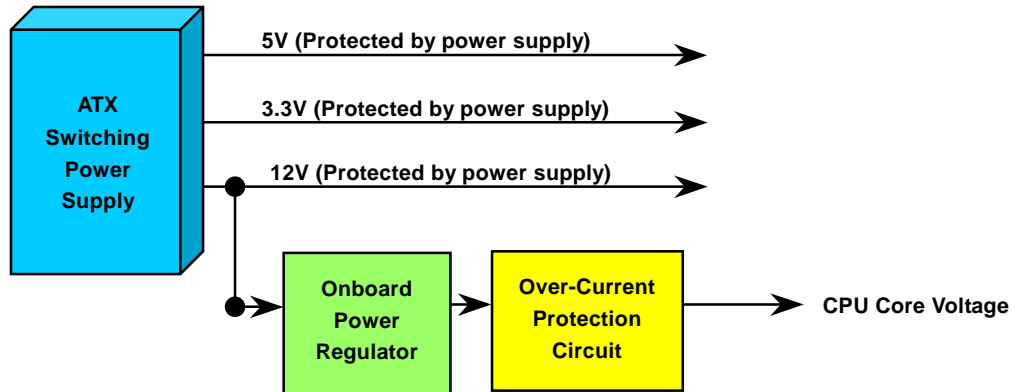 5V (Protected by power supply)
3.3V (Protected by power supply)
12V (Protected by power supply)
ATX
Switching
Power
Supply
Onboard
Power
Regulator
Over-Current
Protection
Circuit
CPU Core Voltage